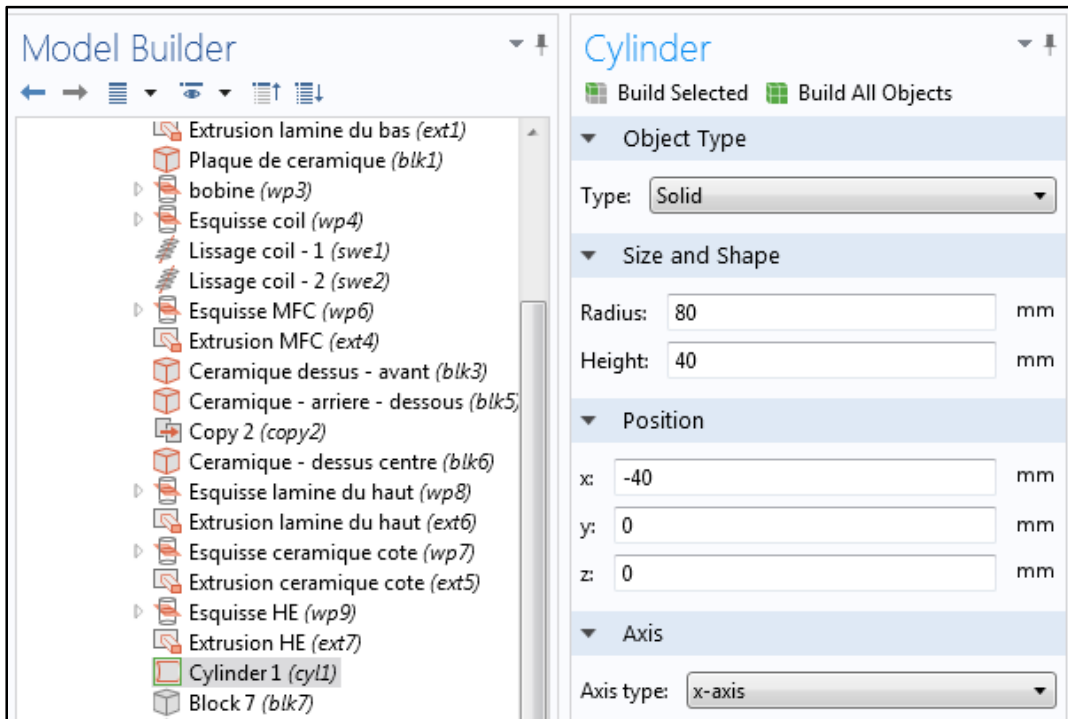 Model Builder
Extrusion lamine du bas (ext1)
Plaque de ceramique (blk1)
bobine (wp3)
Esquisse coil (wp4)
Lissage coil - 1 (swe1)
Lissage coil - 2 (swe2)
Esquisse MFC (wp6)
Extrusion MFC (ext4)
Ceramique dessus - avant (blk3)
Ceramique - arriere - dessous (blk5)
Copy 2 (copy2)
Ceramique - dessus centre (blk6)
Esquisse lamine du haut (wp8)
Extrusion lamine du haut (ext6)
Esquisse ceramique cote (wp7)
Extrusion ceramique cote (ext5)
Esquisse HE (wp9)
Extrusion HE (ext7)
Cylinder 1 (cyl1)
Block 7 (blk7)
Cylinder
Build Selected Build All Objects
Object Type
Type: Solid
Size and Shape
Radius: 80 mm
Height: 40 mm
Position
x: -40 mm
y: 0 mm
z: 0 mm
Axis
Axis type: x-axis